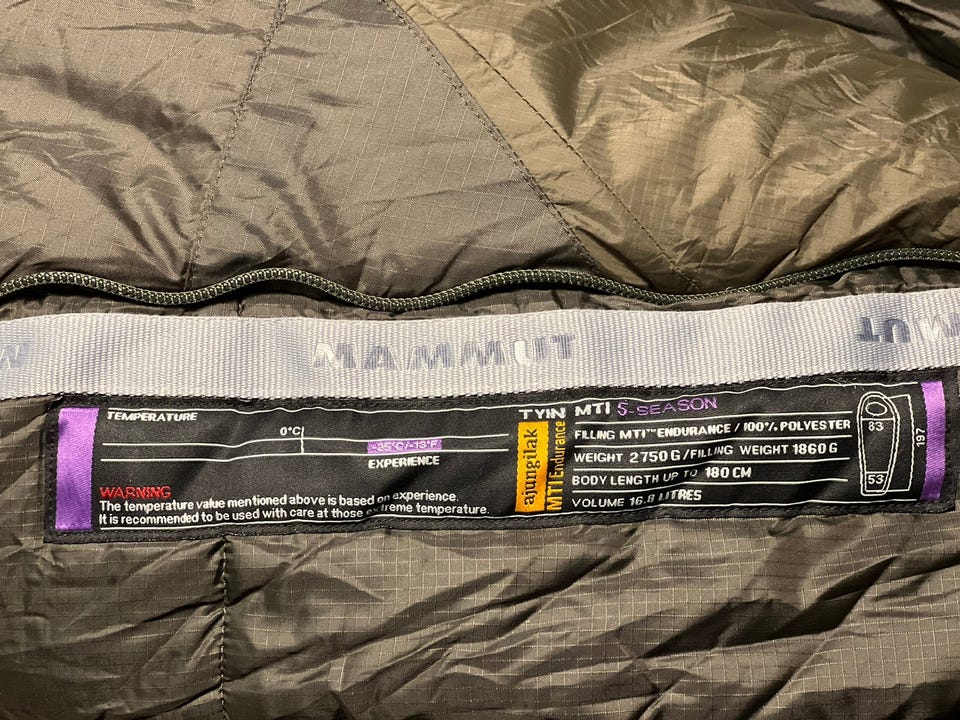 MAMMUT
TEMPERATURE
0°C
-25°C/-13°F
EXPERIENCE
WARNING
The temperature value mentioned above is based on experience.
It is recommended to be used with care at those extreme temperature.
ajungilak
MTI Endurance
TYIN MTI 5-SEASON
FILLING MTI™ ENDURANCE / 100% POLYESTER
WEIGHT 2750 G / FILLING WEIGHT 1860 G
BODY LENGTH UP TO 180 CM
VOLUME 16.8 LITRES
83
197
53